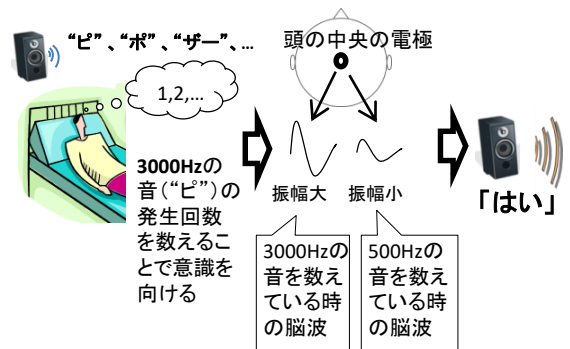 “ピ”、“ポ”、“ザー”、…
1,2,…
3000Hzの
音(“ピ”)の
発生回数
を数えるこ
とで意識を
向ける
頭の中央の電極
振幅大
振幅小
3000Hzの
音を数え
ている時
の脳波
500Hzの
音を数え
ている時
の脳波
「はい」